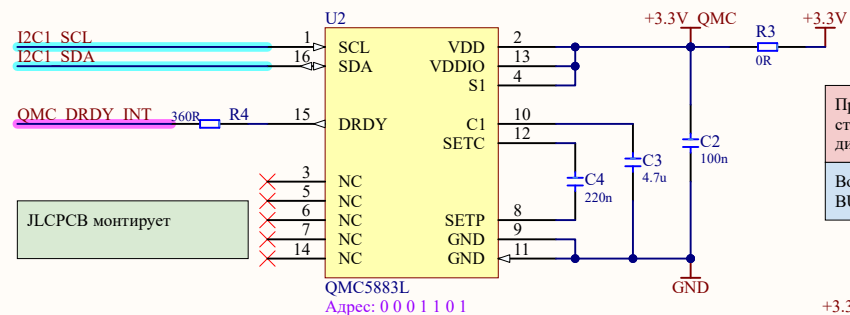 U2
+3.3V_QMC
+3.3V
I2C1_SCL 1 SCL VDD 2 R3
I2C1_SDA 16 SDA VDDIO 13 0R
S1 4
QMC_DRDY_INT 360R R4 15 DRDY C1 10
SETC 12
C2
100n
C3
4.7u
C4
220n
3 NC
5 NC
6 NC SETP 8
7 NC GND 9
14 NC GND 11
JLCPCB монтирует
GND
QMC5883L
Адрес: 0 0 0 1 1 0 1